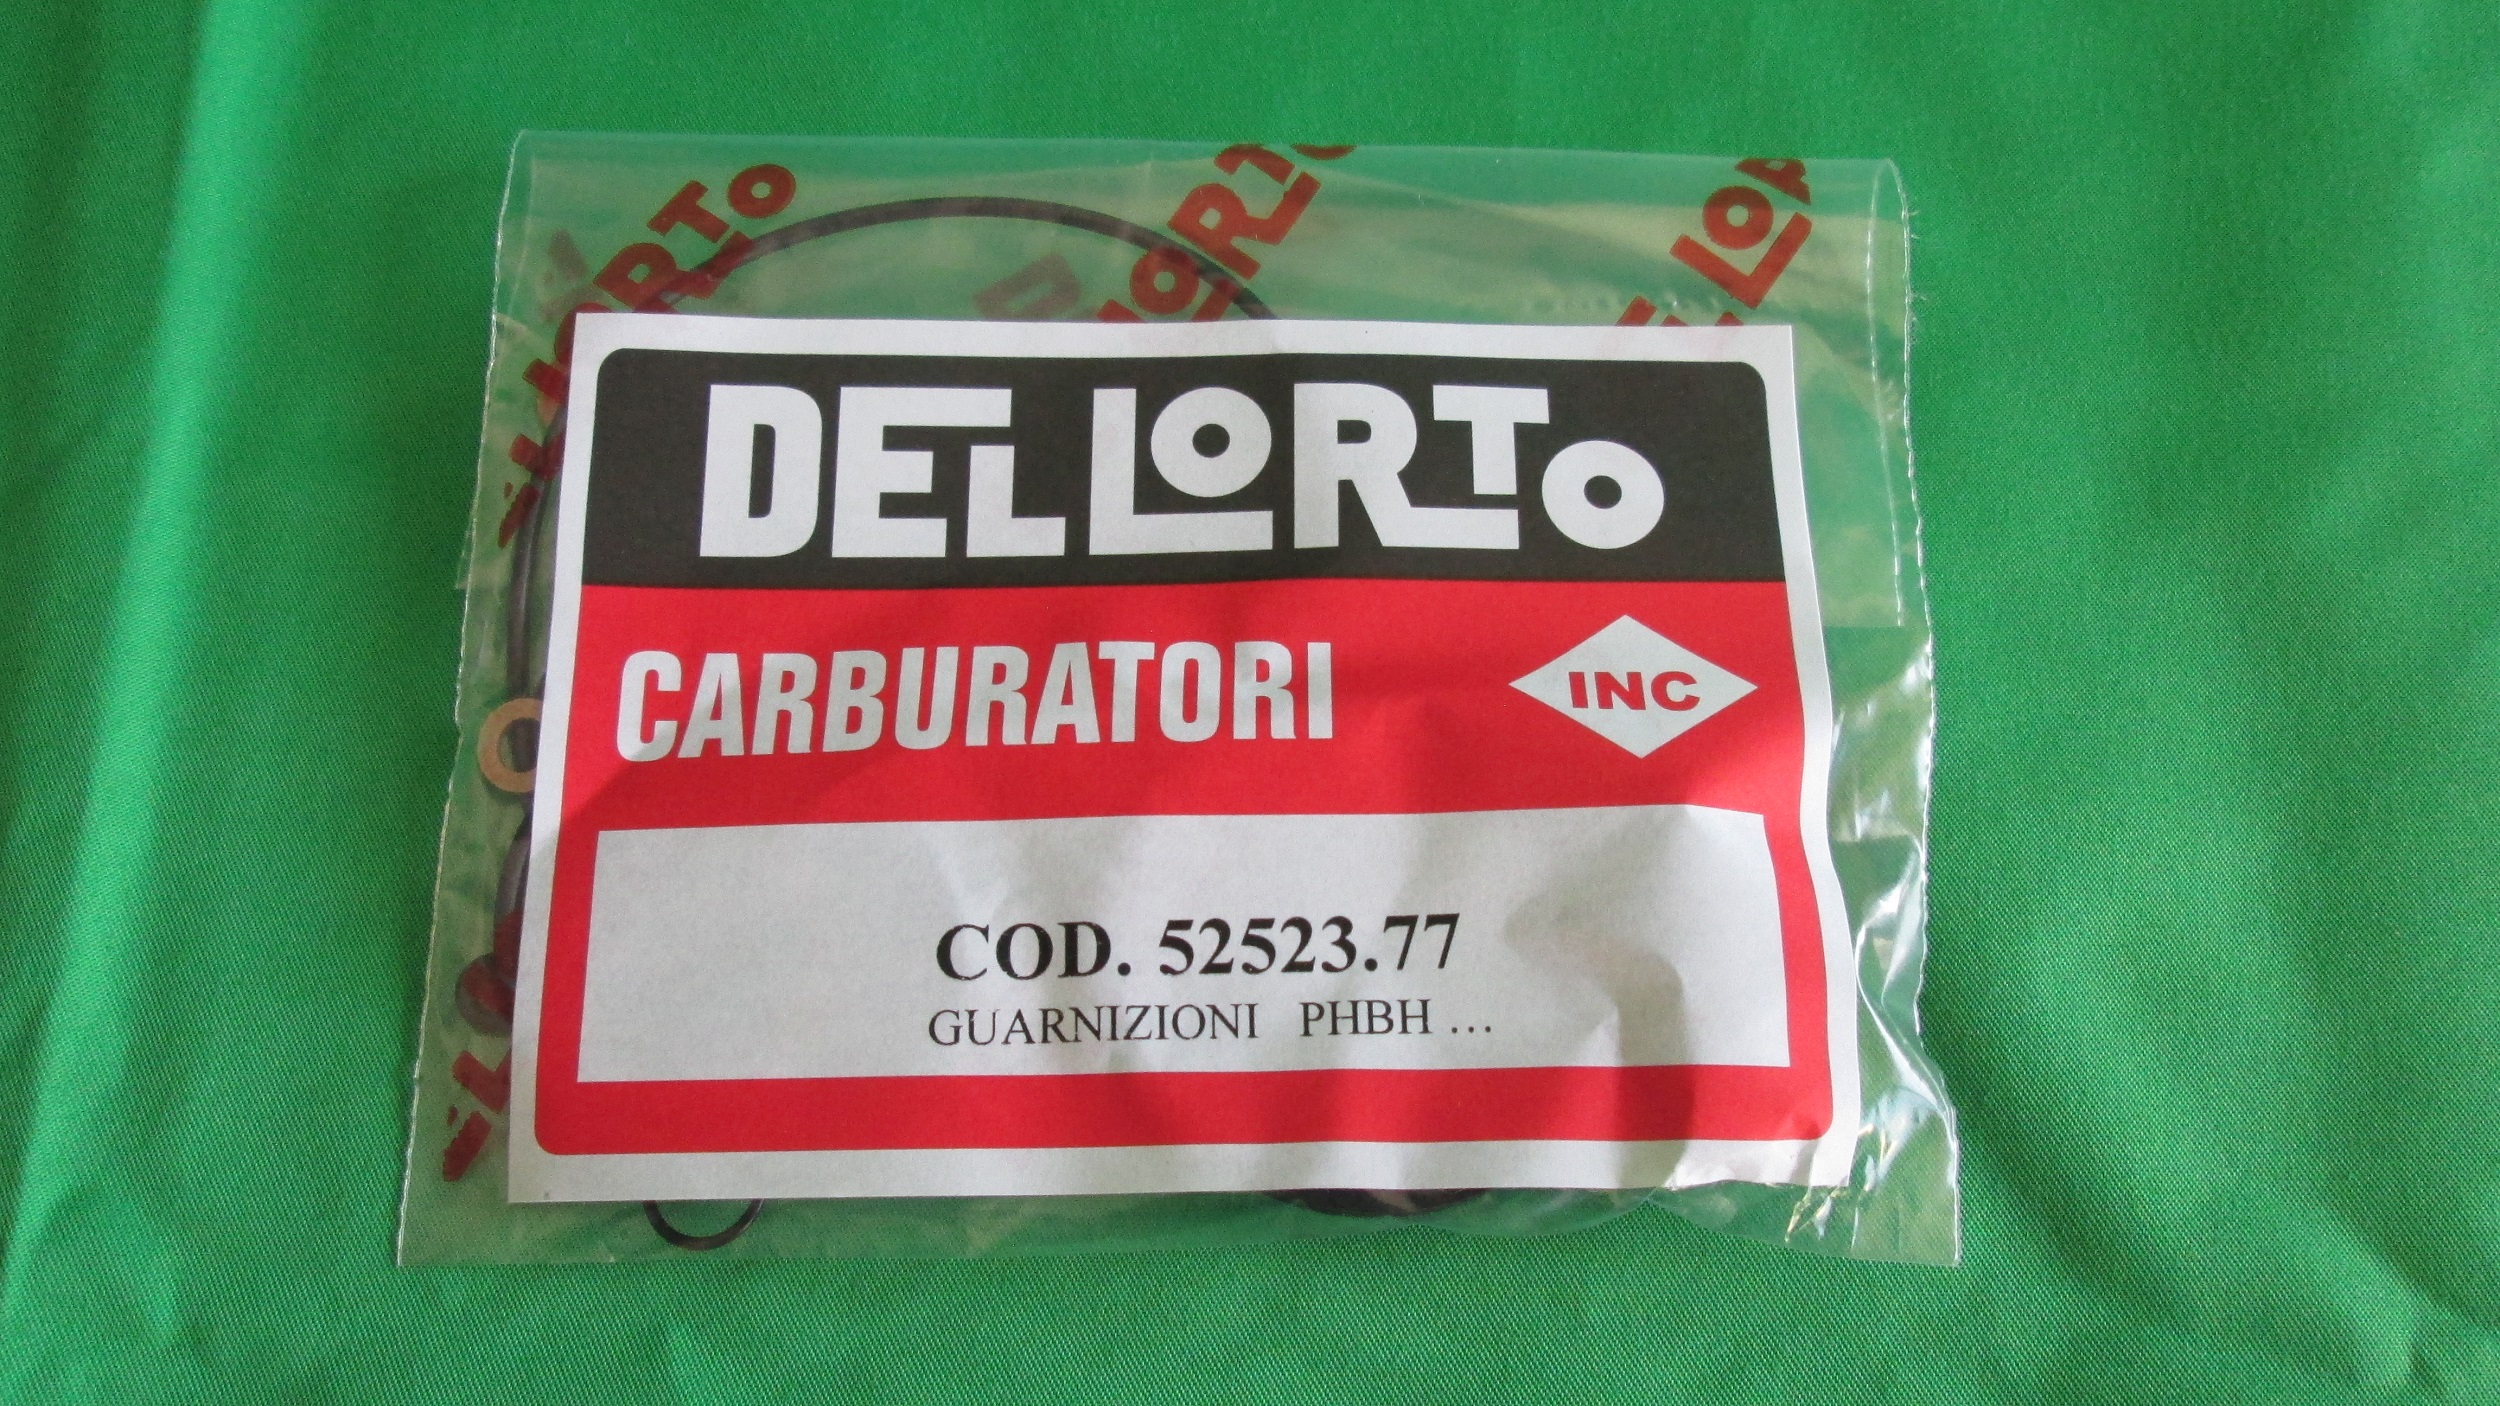 DELLORTO
CARBURATORI
INC
COD. 52523.77
GUARNIZIONI PHBH ...